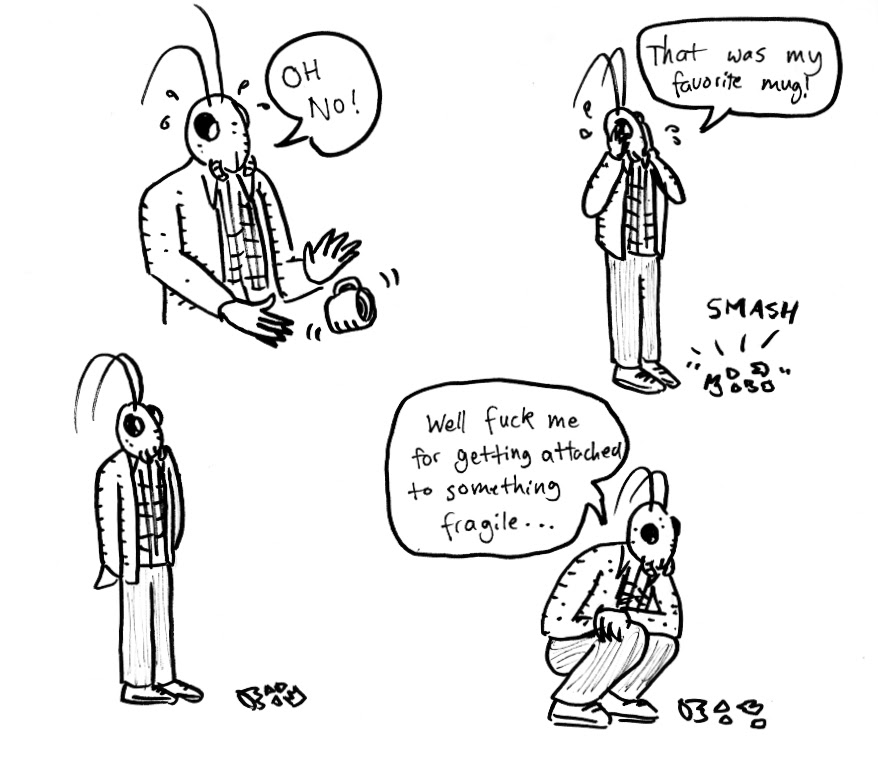 OH
NO!
That was my
favorite mug!
SMASH
Well fuck me
for getting attached
to something
fragile...